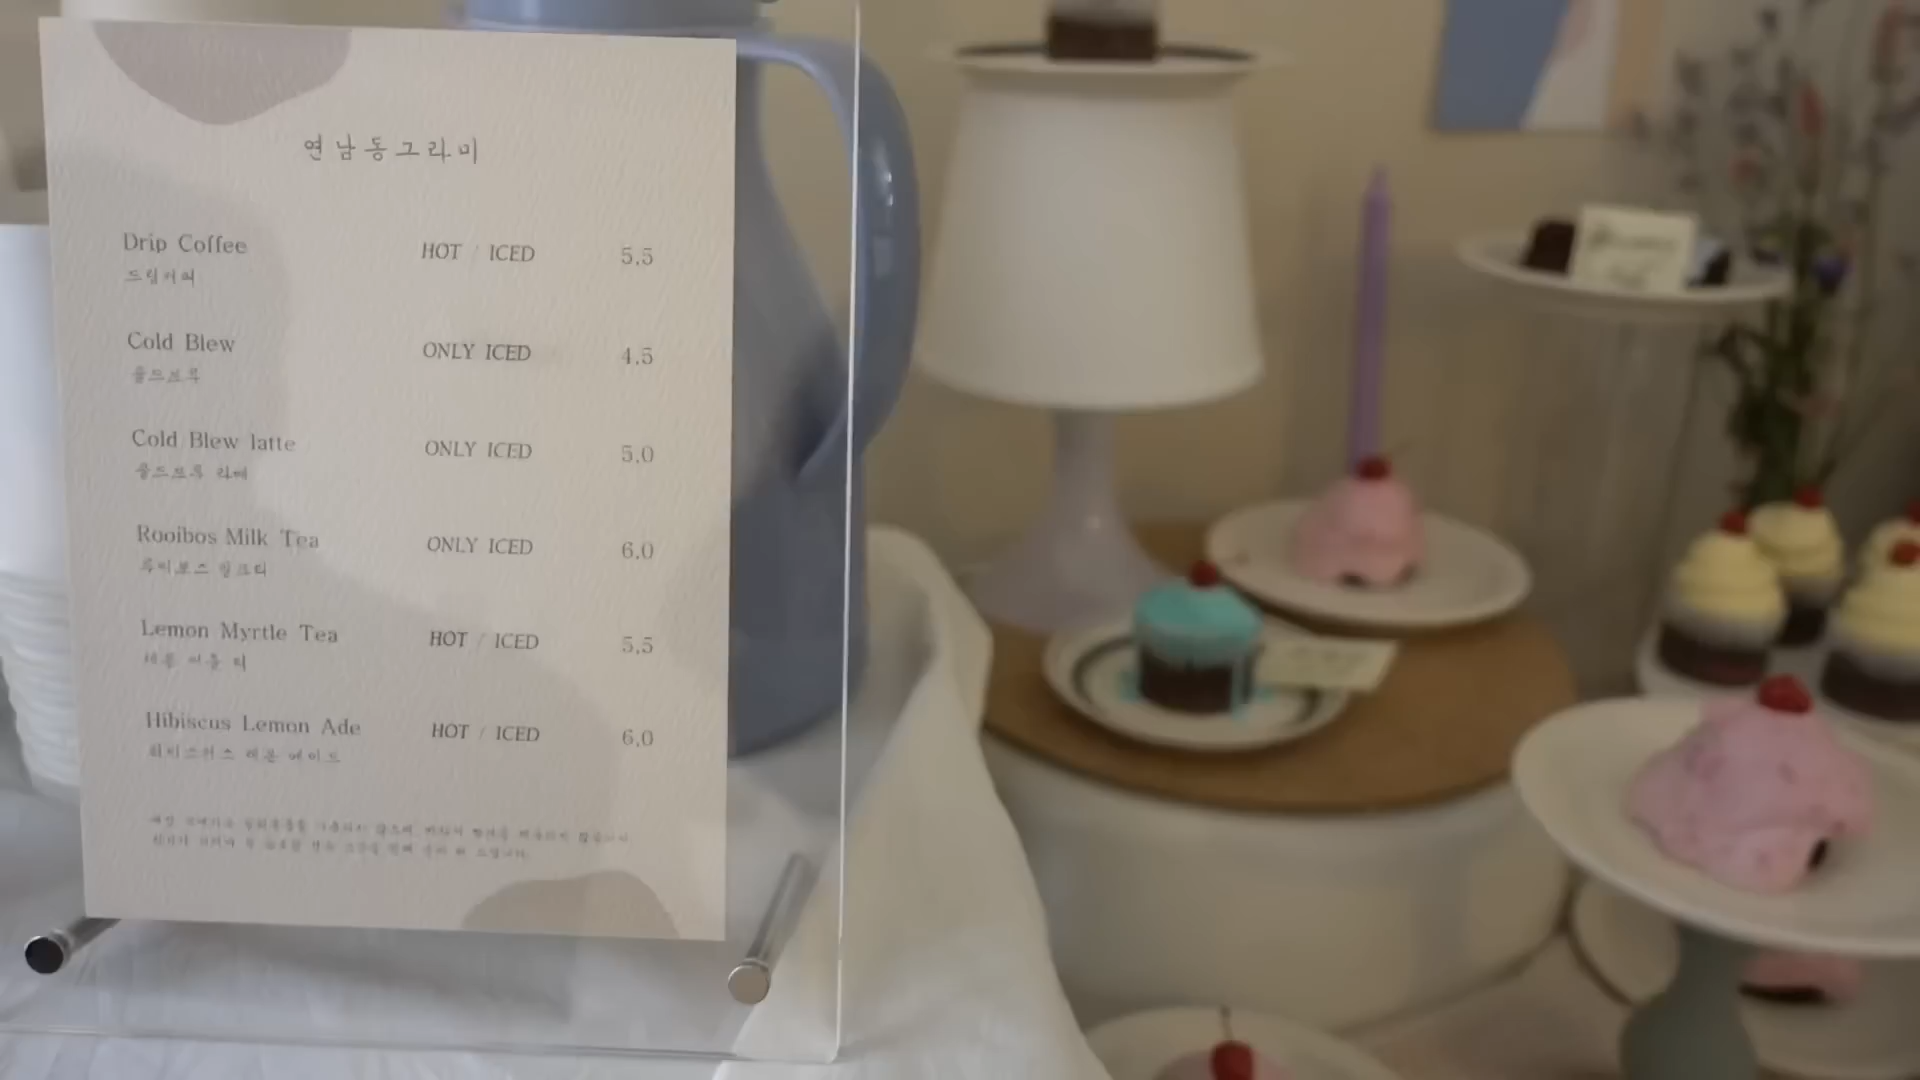 연남동그라미
Drip Coffee HOT / ICED 5.5
드립커피
Cold Blew ONLY ICED 4.5
콜드브루
Cold Blew latte ONLY ICED 5.0
콜드브루 라떼
Rooibos Milk Tea ONLY ICED 6.0
루이보스 밀크티
Lemon Myrtle Tea HOT / ICED 5.5
레몬 머틀 티
Hibiscus Lemon Ade HOT / ICED 6.0
히비스커스 레몬 에이드